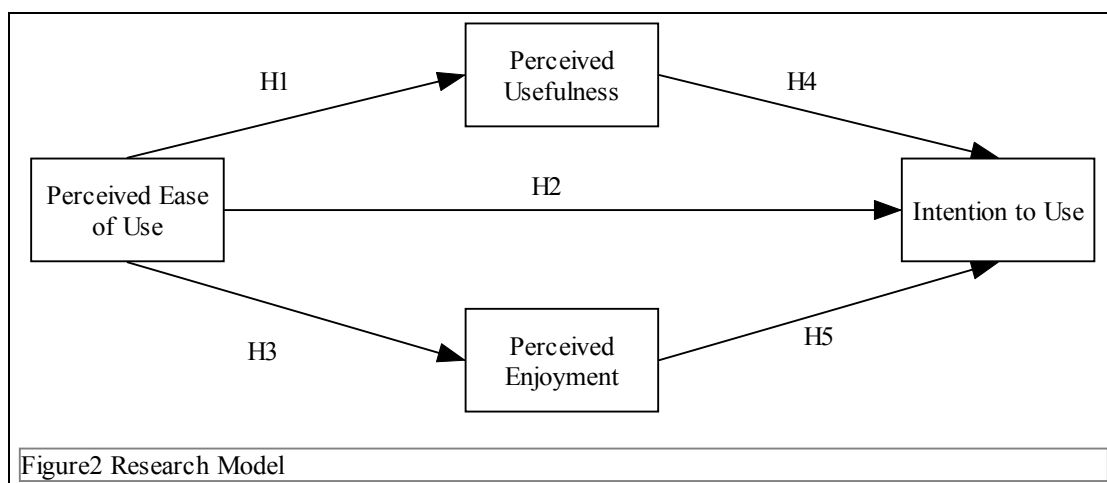 Perceived
Usefulness
H1
H4
Perceived Ease
of Use
H2
Intention to Use
H3
Perceived
Enjoyment
H5
Figure2 Research Model